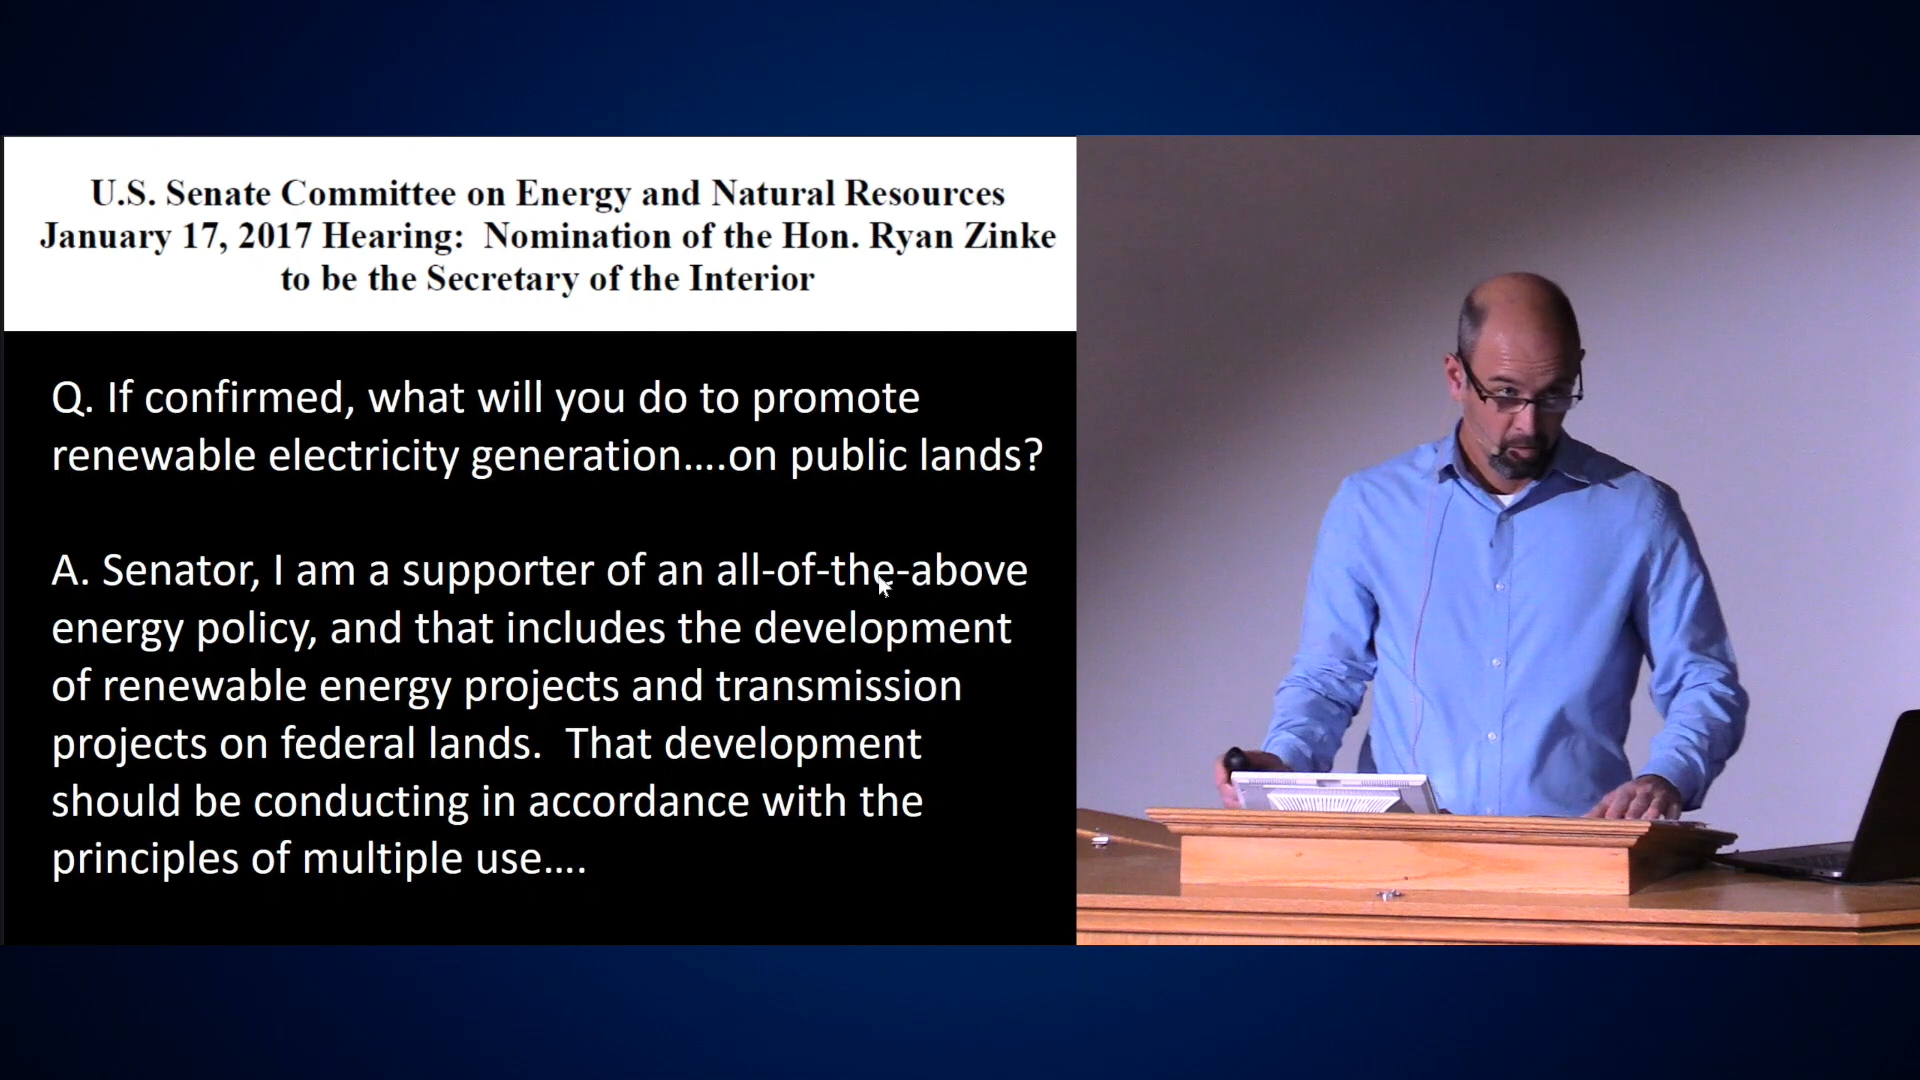 U.S. Senate Committee on Energy and Natural Resources
January 17, 2017 Hearing:  Nomination of the Hon. Ryan Zinke
to be the Secretary of the Interior
Q. If confirmed, what will you do to promote
renewable electricity generation....on public lands?
A. Senator, I am a supporter of an all-of-the-above
energy policy, and that includes the development
of renewable energy projects and transmission
projects on federal lands.  That development
should be conducting in accordance with the
principles of multiple use....